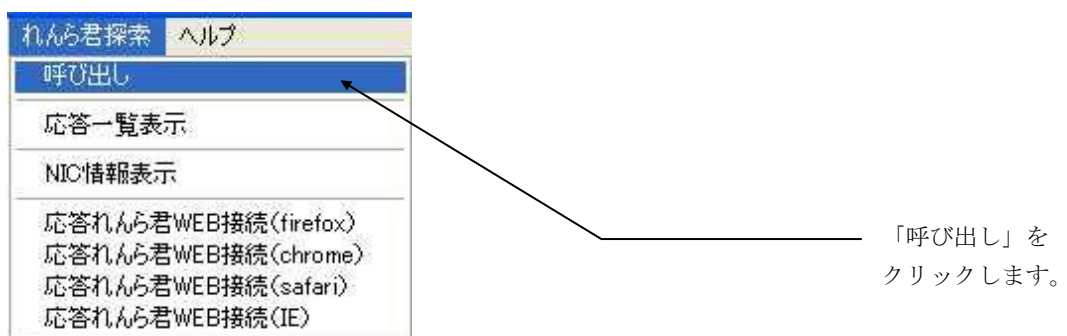 れんら君探索 ヘルプ
呼び出し
応答一覧表示
NIC情報表示
応答れんら君WEB接続(firefox)
応答れんら君WEB接続(chrome)
応答れんら君WEB接続(safari)
応答れんら君WEB接続(IE)
「呼び出し」を
クリックします。